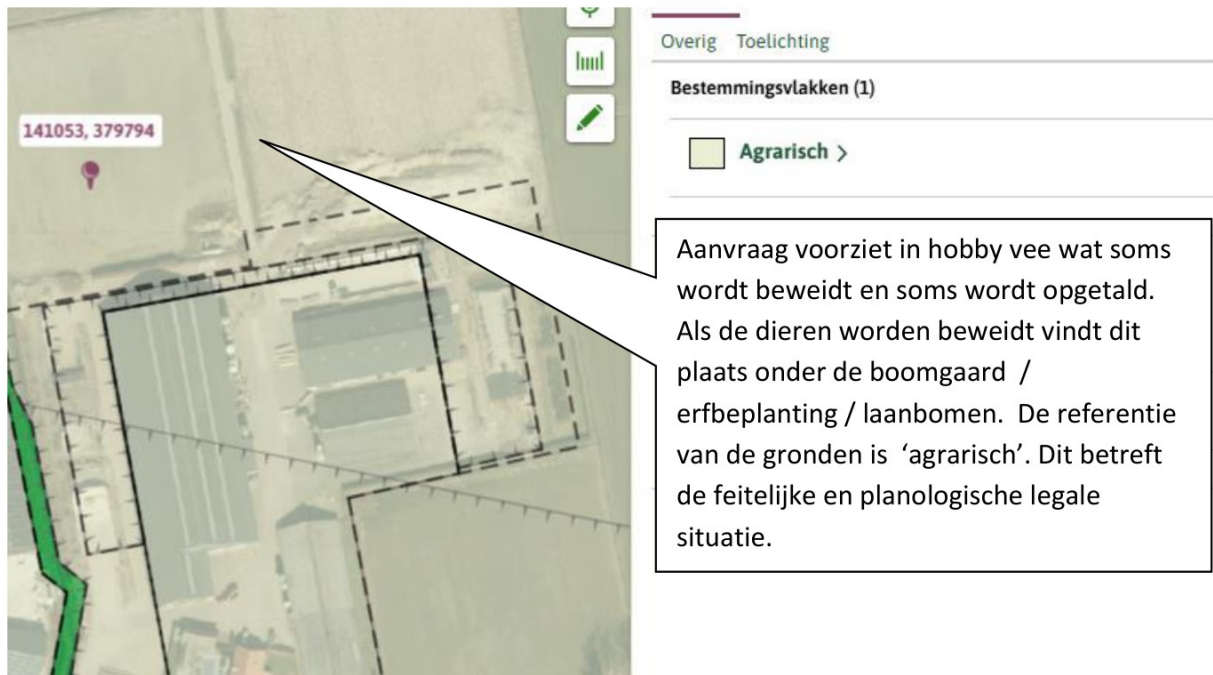 Overig Toelichting
Bestemmingsvlakken (1)
141053, 379794
Agrarisch >
Aanvraag voorziet in hobby vee wat soms
wordt beweidt en soms wordt opgetald.
Als de dieren worden beweidt vindt dit
plaats onder de boomgaard /
erfbeplanting / laanbomen. De referentie
van de gronden is ‘agrarisch’. Dit betreft
de feitelijke en planologische legale
situatie.